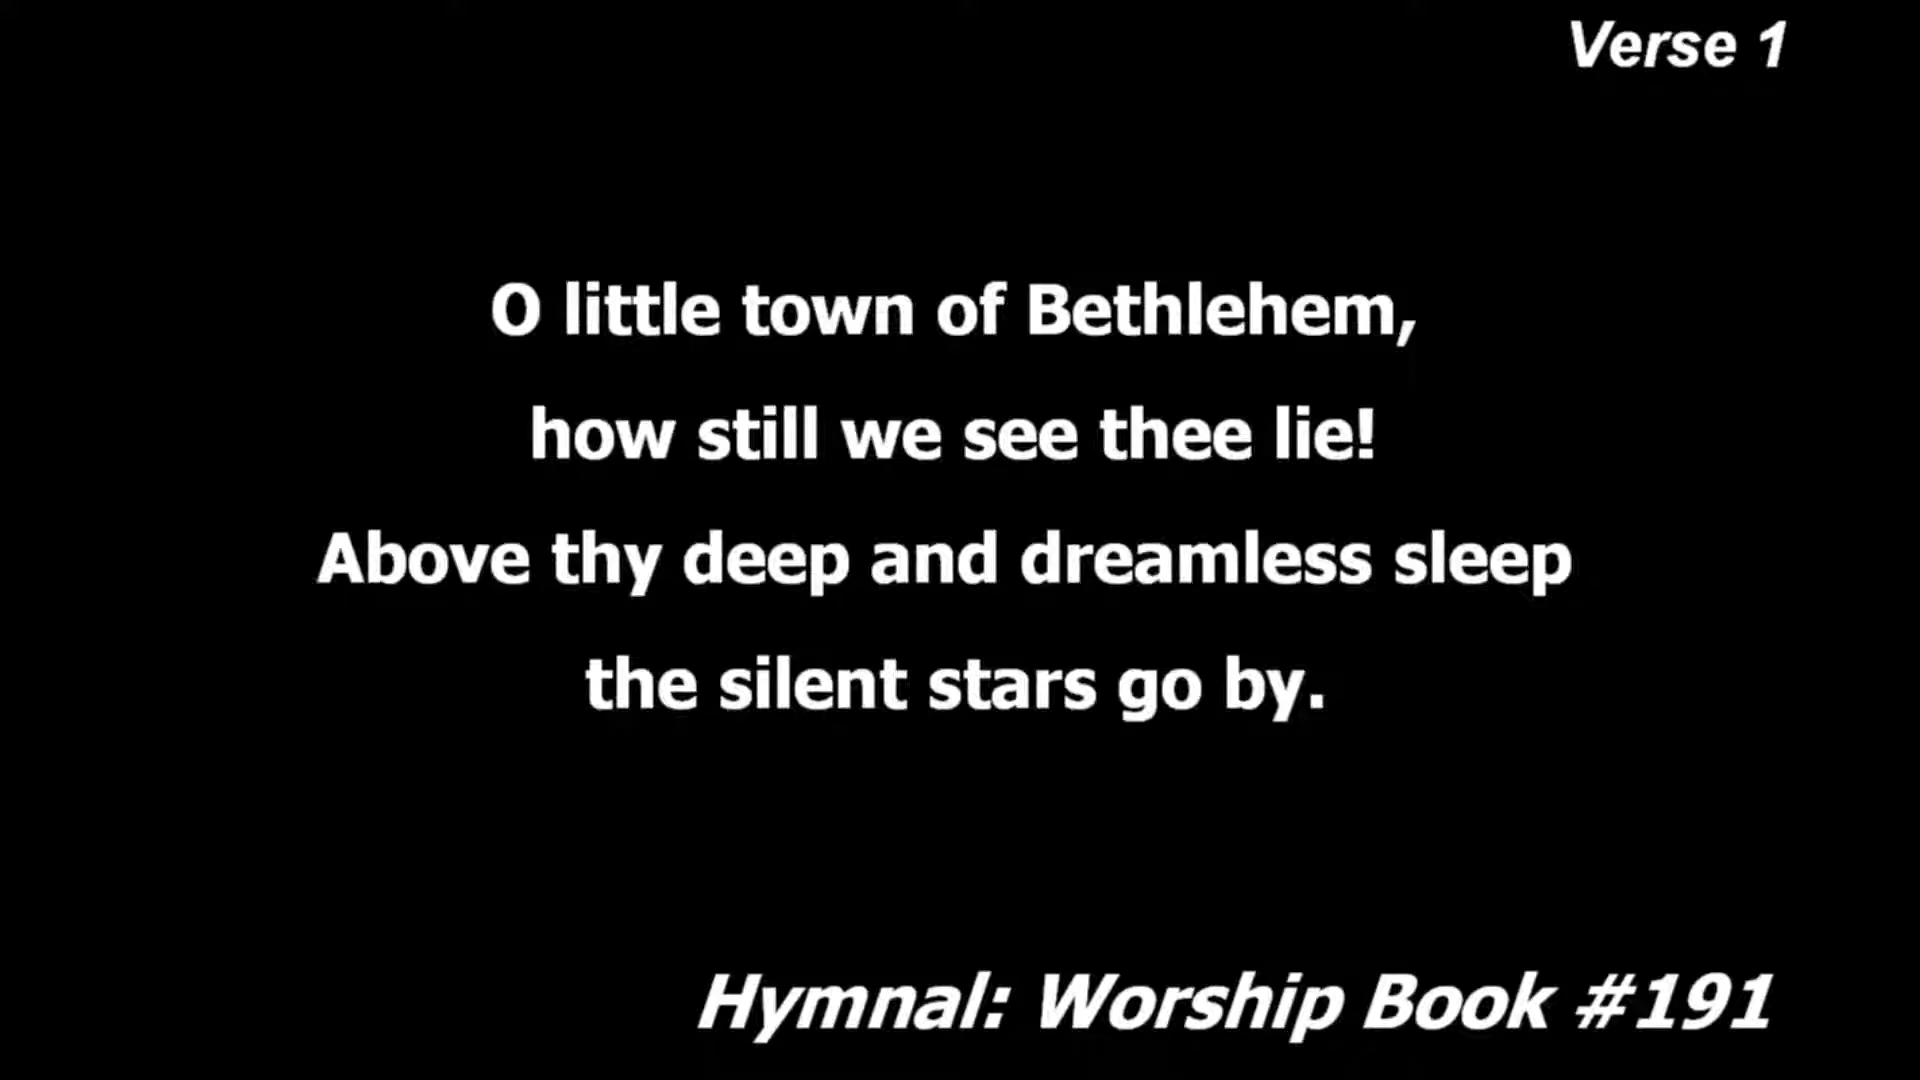 Verse 1
O little town of Bethlehem,
how still we see thee lie!
Above thy deep and dreamless sleep
the silent stars go by.
Hymnal: Worship Book #191